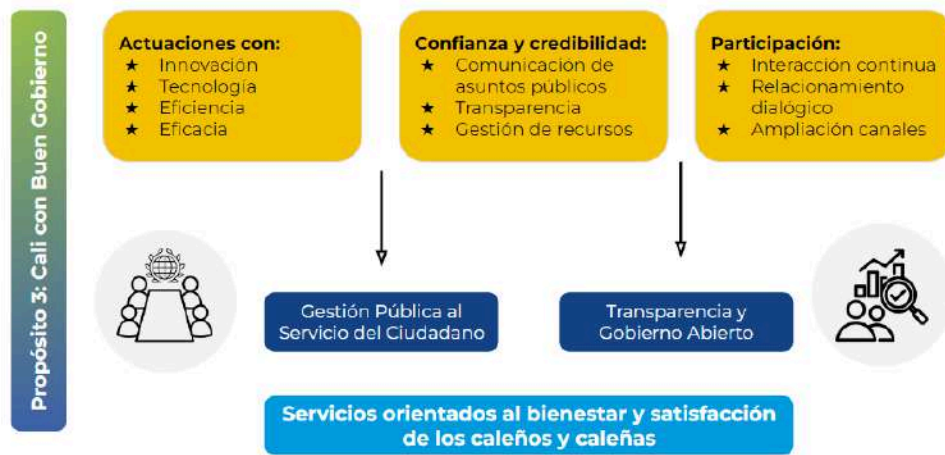 Propósito 3: Cali con Buen Gobierno
Actuaciones con:
★ Innovación
★ Tecnología
★ Eficiencia
★ Eficacia
Confianza y credibilidad:
★ Comunicación de
asuntos públicos
★ Transparencia
★ Gestión de recursos
Participación:
★ Interacción continua
★ Relacionamiento
dialógico
★ Ampliación canales
Gestión Pública al
Servicio del Ciudadano
Transparencia y
Gobierno Abierto
Servicios orientados al bienestar y satisfacción
de los caleños y caleñas